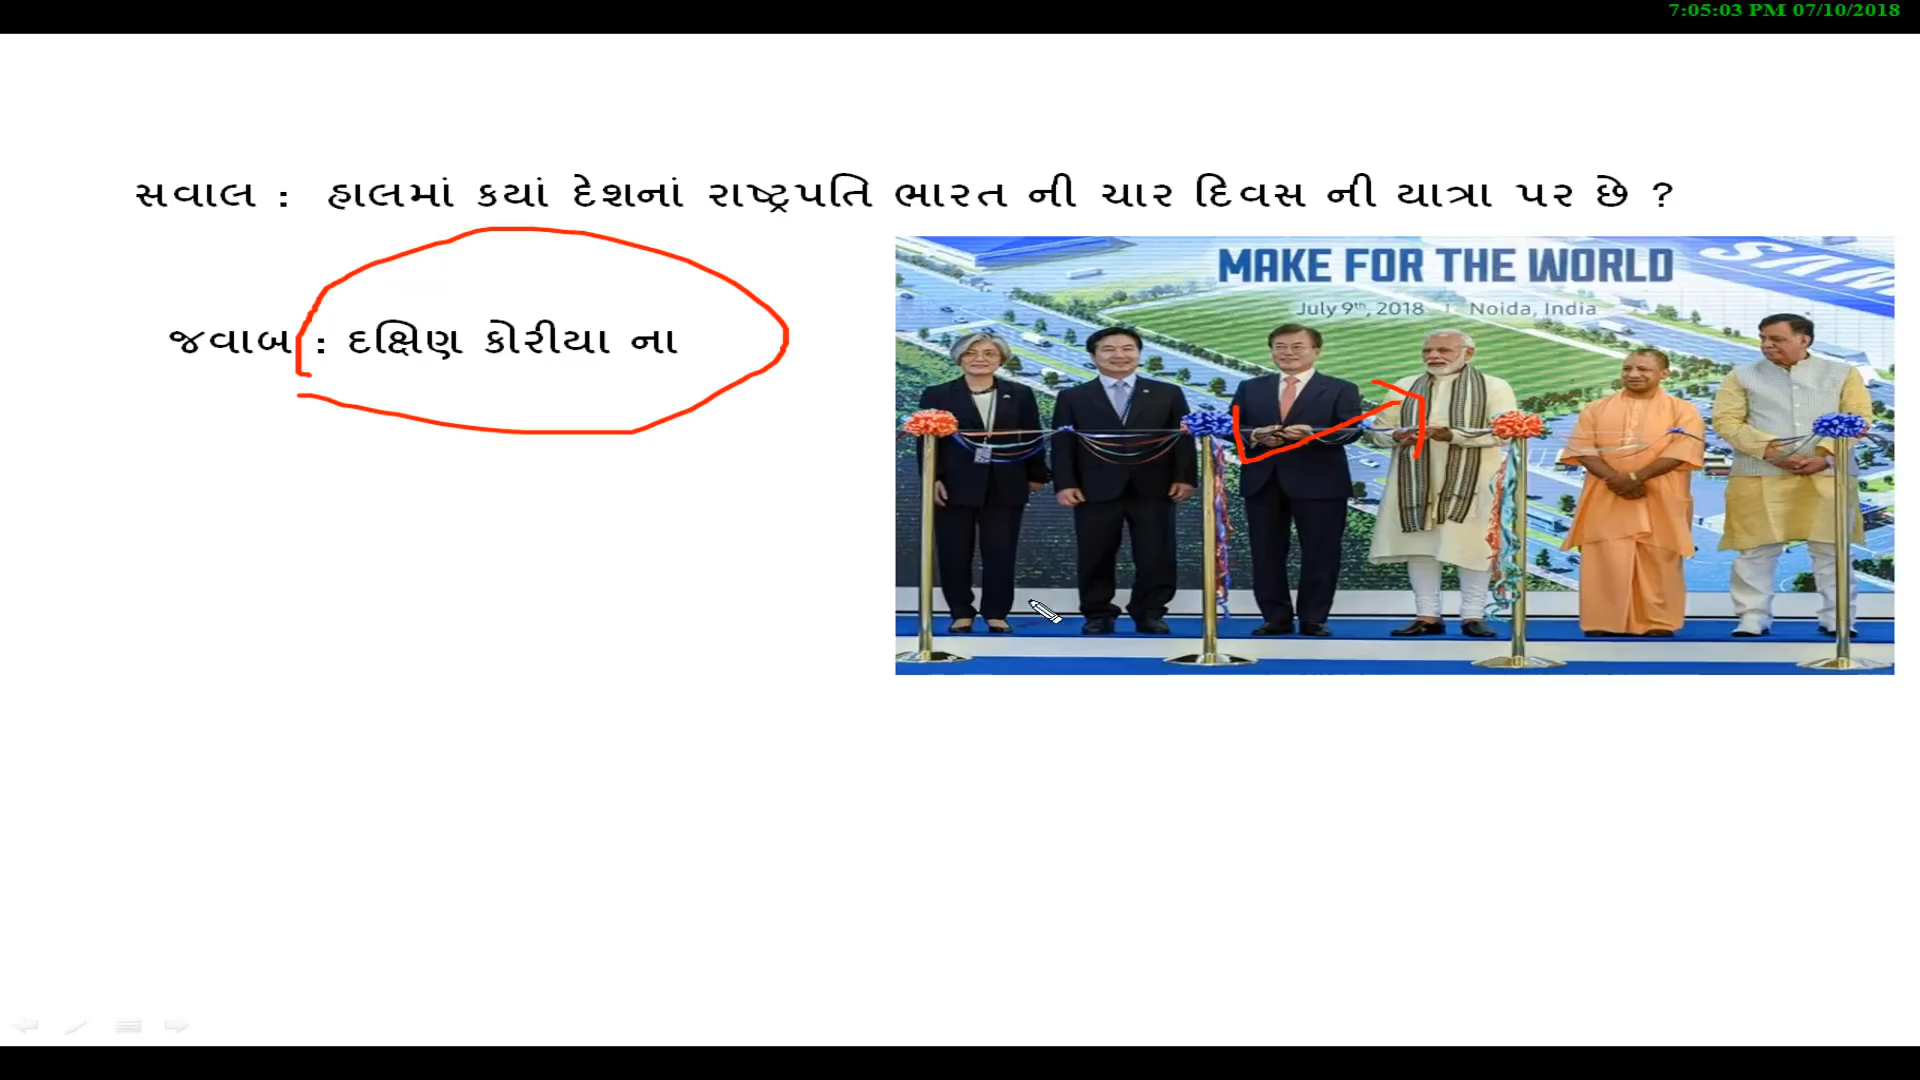 7:05:03 PM 07/10/2018
સવાલ : હાલમાં કયાં દેશનાં રાષ્ટ્રપતિ ભારત ની ચાર દિવસ ની યાત્રા પર છે ?
જવાબ : દક્ષિણ કોરીયા ના
MAKE FOR THE WORLD
SAM
July 9th, 2018 | Noida, India